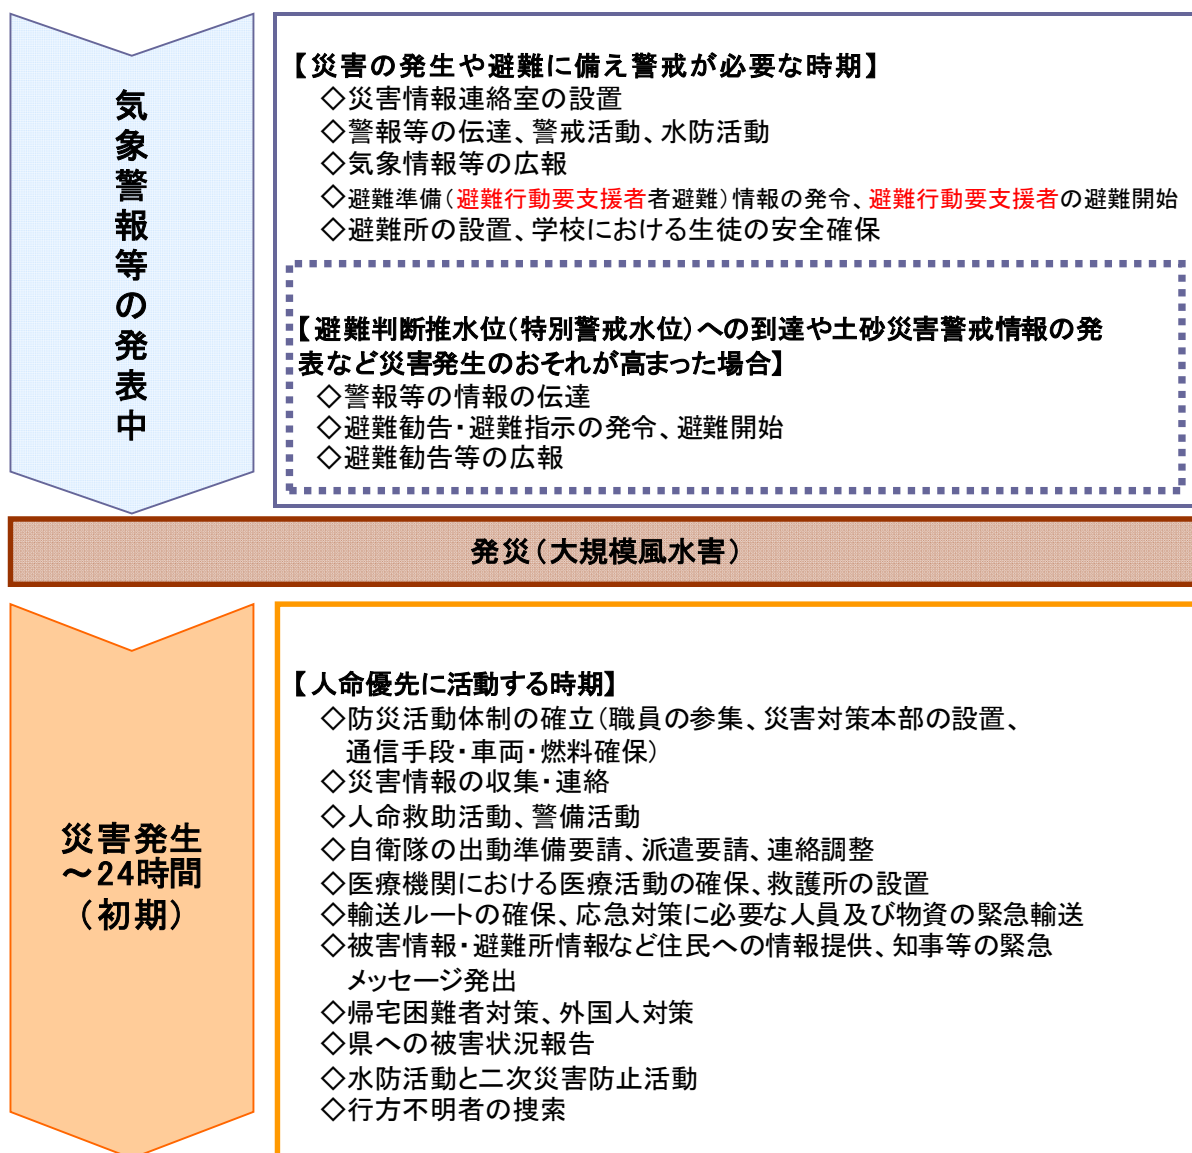 気象警報等の発表中
【災害の発生や避難に備え警戒が必要な時期】
◇災害情報連絡室の設置
◇警報等の伝達、警戒活動、水防活動
◇気象情報等の広報
◇避難準備(避難行動要支援者者避難)情報の発令、避難行動要支援者の避難開始
◇避難所の設置、学校における生徒の安全確保
【避難判断推水位(特別警戒水位)への到達や土砂災害警戒情報の発
表など災害発生のおそれが高まった場合】
◇警報等の情報の伝達
◇避難勧告・避難指示の発令、避難開始
◇避難勧告等の広報
発災(大規模風水害)
災害発生
～24時間
(初期)
【人命優先に活動する時期】
◇防災活動体制の確立(職員の参集、災害対策本部の設置、
通信手段・車両・燃料確保)
◇災害情報の収集・連絡
◇人命救助活動、警備活動
◇自衛隊の出動準備要請、派遣要請、連絡調整
◇医療機関における医療活動の確保、救護所の設置
◇輸送ルートの確保、応急対策に必要な人員及び物資の緊急輸送
◇被害情報・避難所情報など住民への情報提供、知事等の緊急
メッセージ発出
◇帰宅困難者対策、外国人対策
◇県への被害状況報告
◇水防活動と二次災害防止活動
◇行方不明者の捜索